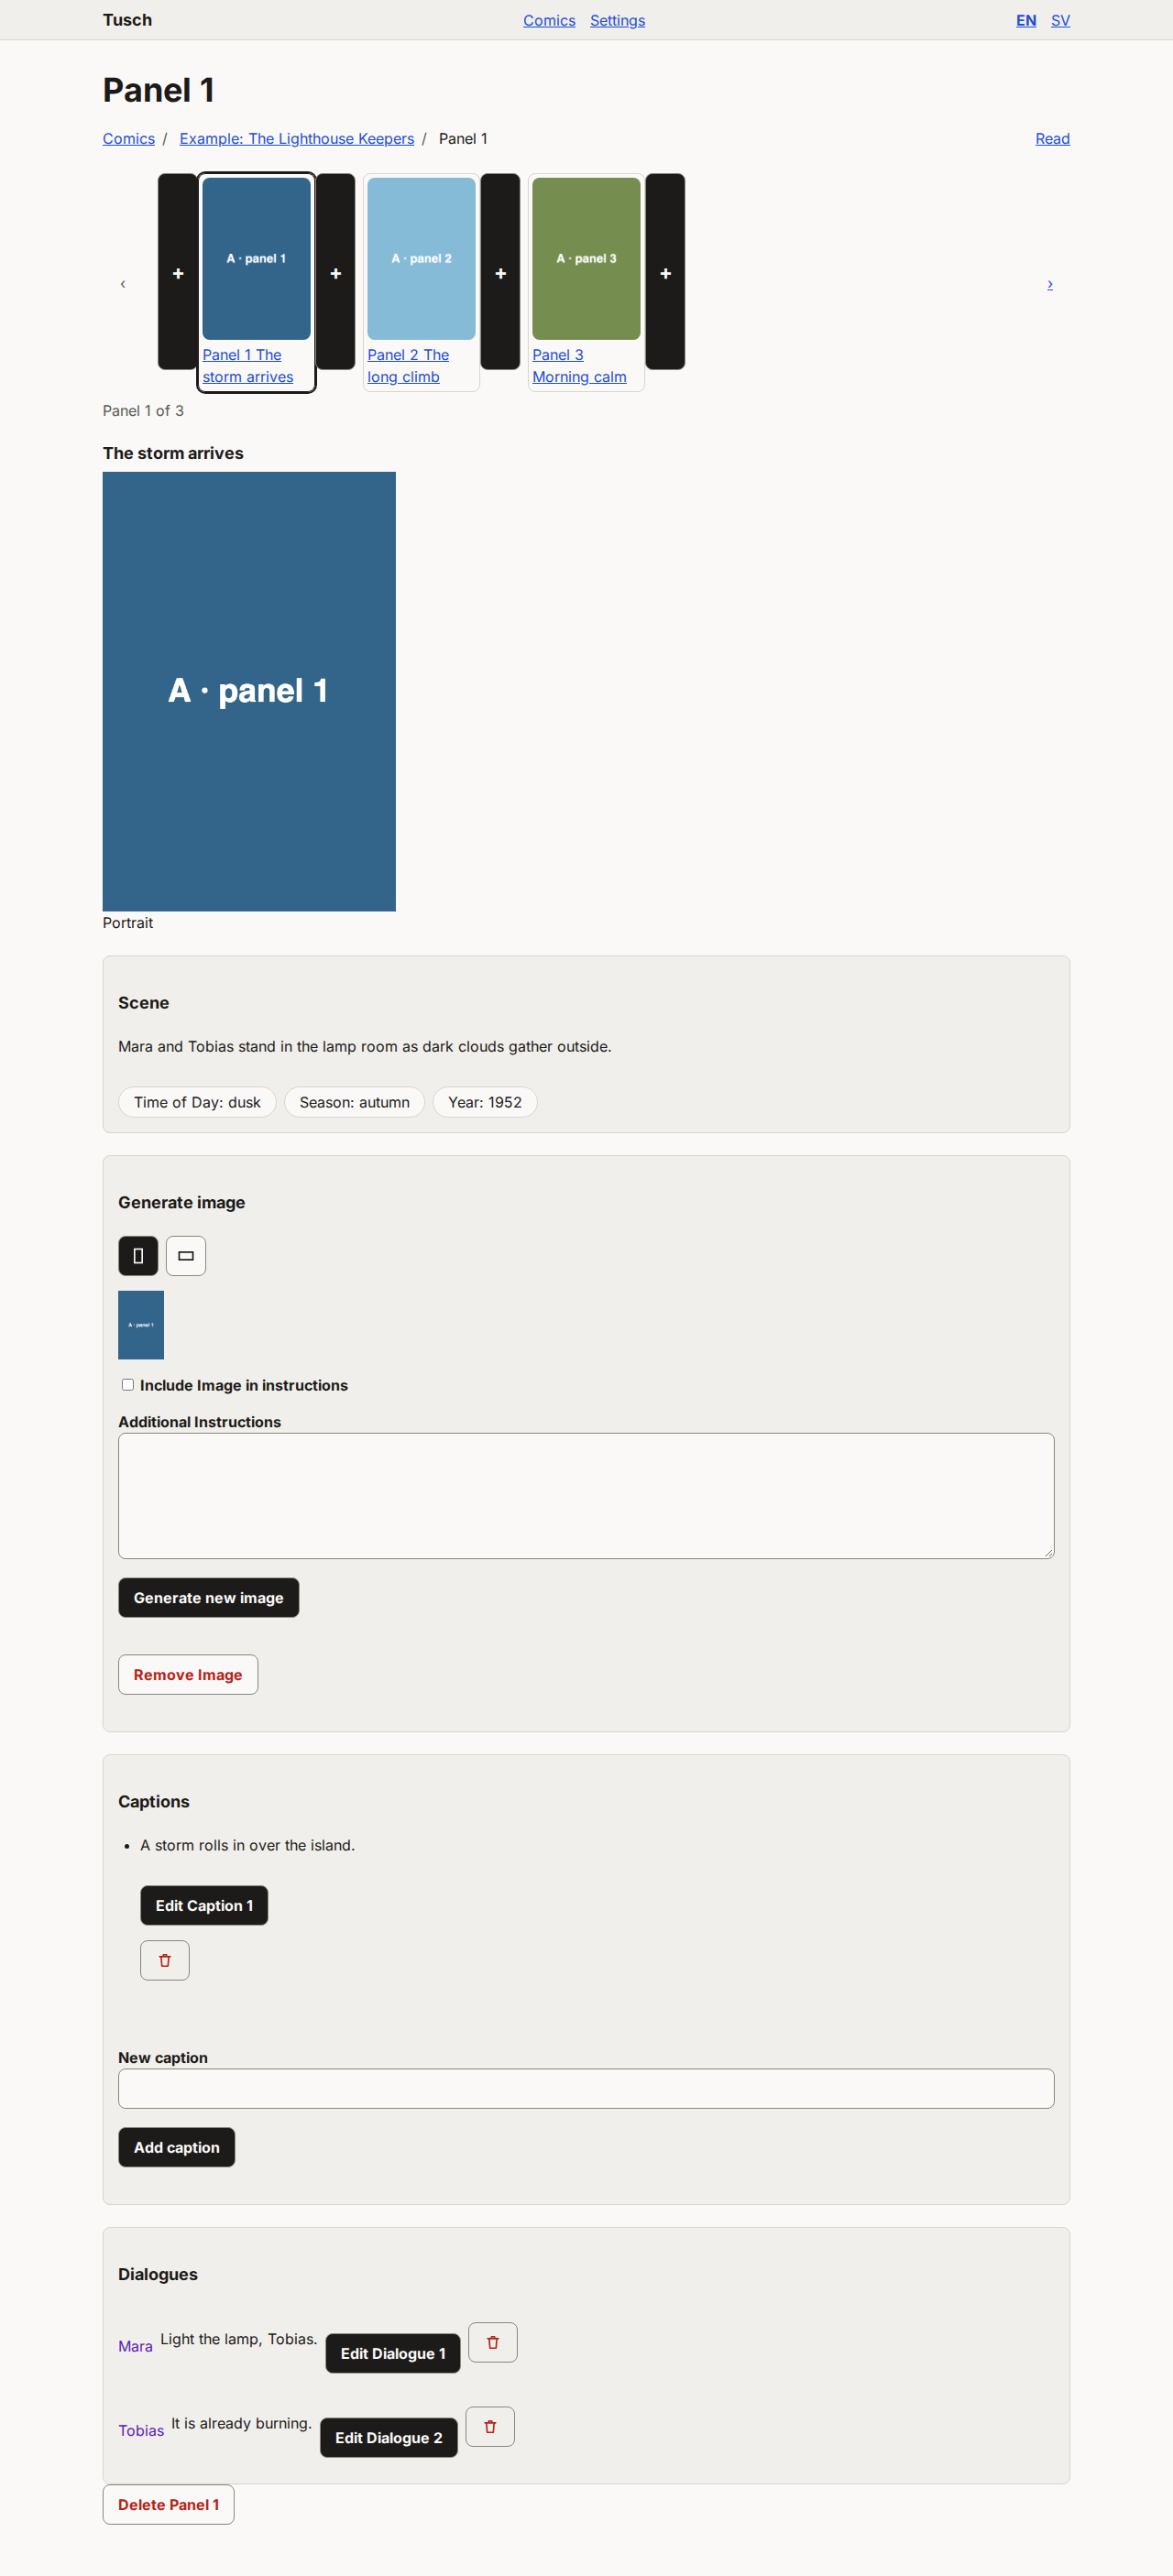 Tusch
Comics Settings
EN SV
Panel 1
Comics / Example: The Lighthouse Keepers / Panel 1
Read
‹
+
A · panel 1
Panel 1 The
storm arrives
+
A · panel 2
Panel 2 The
long climb
+
A · panel 3
Panel 3
Morning calm
+
›
Panel 1 of 3
The storm arrives
A · panel 1
Portrait
Scene
Mara and Tobias stand in the lamp room as dark clouds gather outside.
Time of Day: dusk
Season: autumn
Year: 1952
Generate image
A · panel 1
Include Image in instructions
Additional Instructions
Generate new image
Remove Image
Captions
• A storm rolls in over the island.
Edit Caption 1
New caption
Add caption
Dialogues
Mara Light the lamp, Tobias. Edit Dialogue 1
Tobias It is already burning. Edit Dialogue 2
Delete Panel 1